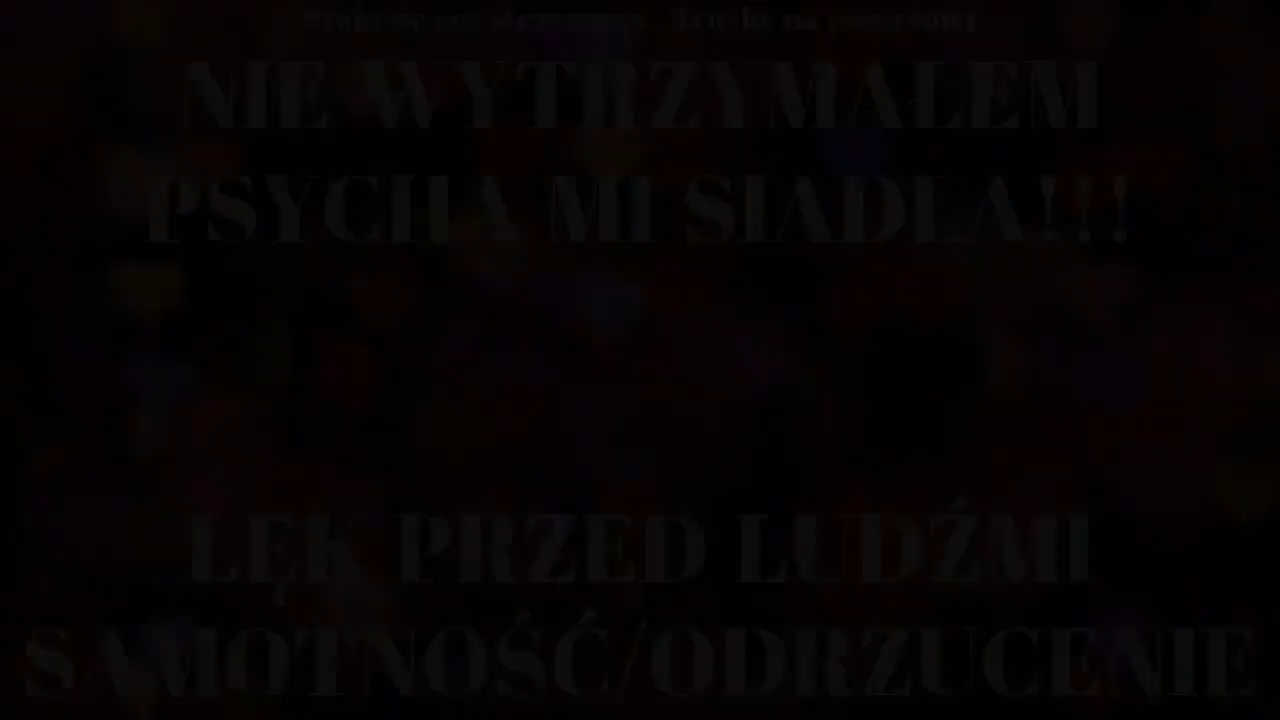 NIE WYTRZYMAŁEM
PSYCHA MI SIADŁA!!!
LĘK PRZED LUDŹMI
SAMOTNOŚĆ/ODRZUCENIE